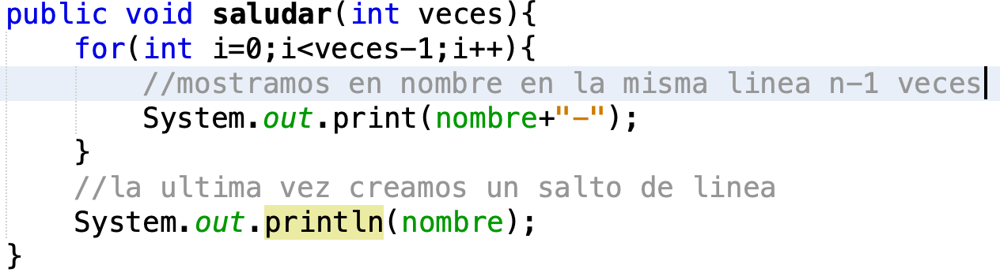 public void saludar(int veces){
for(int i=0;i<veces-1;i++){
//mostramos en nombre en la misma linea n-1 veces
System.out.print(nombre+"-");
}
//la ultima vez creamos un salto de linea
System.out.println(nombre);
}